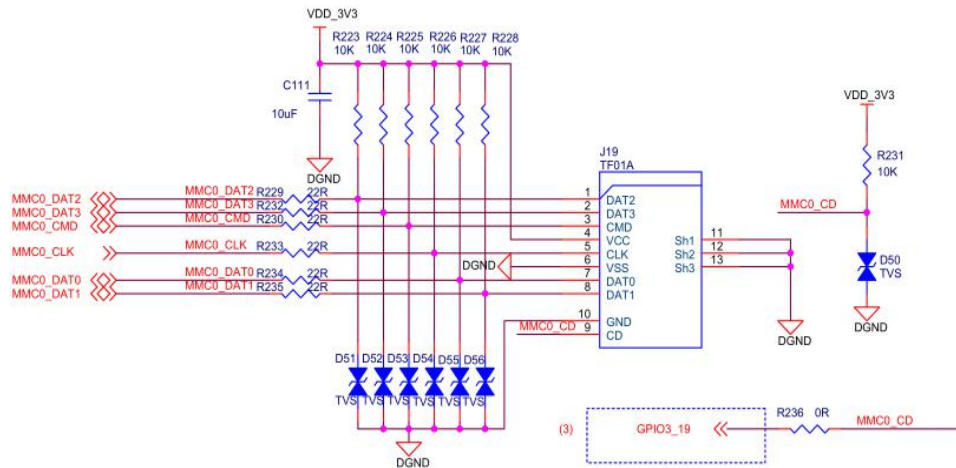 VDD_3V3
R223 R224 R225 R226 R227 R228
10K 10K 10K 10K 10K 10K
C111
10uF
DGND
VDD_3V3
R231
10K
J19
TF01A
MMC0_DAT2 MMC0_DAT2 R229 22R 1 DAT2
MMC0_DAT3 MMC0_DAT3 R232 22R 2 DAT3
MMC0_CMD MMC0_CMD R230 22R 3 CMD
4 VCC
MMC0_CLK MMC0_CLK R233 22R 5 CLK
DGND 6 VSS
MMC0_DAT0 MMC0_DAT0 R234 22R 7 DAT0
MMC0_DAT1 MMC0_DAT1 R235 22R 8 DAT1
10 GND
MMC0_CD 9 CD
Sh1 11
Sh2 12
Sh3 13
DGND
MMC0_CD
D50
TVS
DGND
D51 D52 D53 D54 D55 D56
TVS TVS TVS TVS TVS TVS
DGND
(3) GPIO3_19 R236 0R MMC0_CD